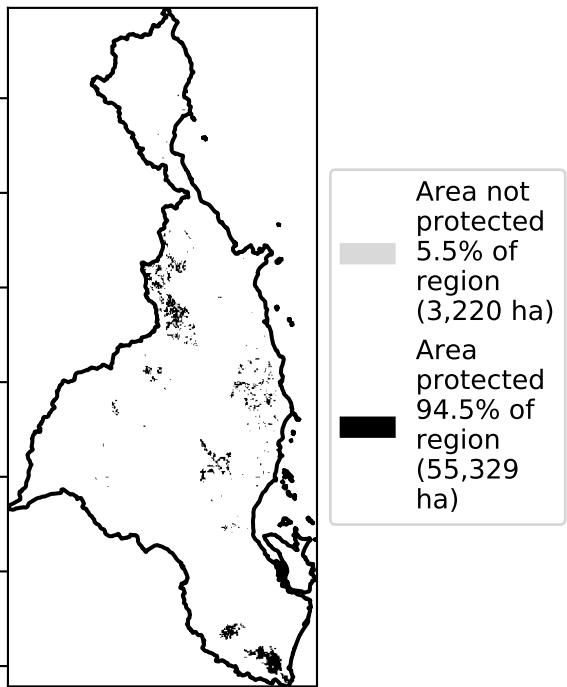 Area not
protected
5.5% of
region
(3,220 ha)
Area
protected
94.5% of
region
(55,329
ha)